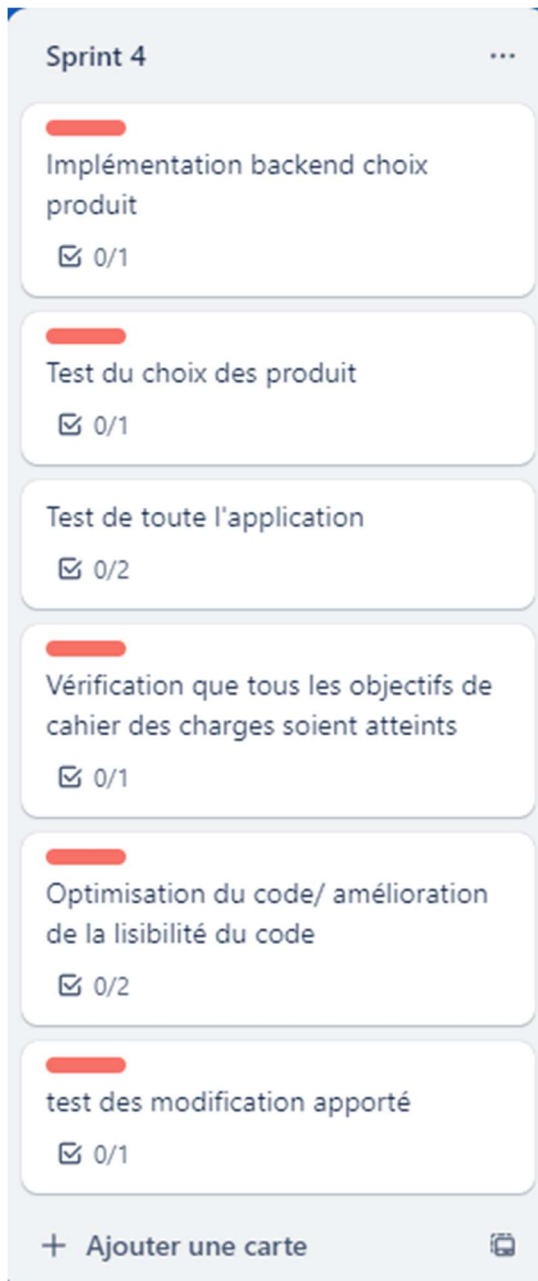 Sprint 4
Implémentation backend choix
produit
0/1
Test du choix des produit
0/1
Test de toute l'application
0/2
Vérification que tous les objectifs de
cahier des charges soient atteints
0/1
Optimisation du code/ amélioration
de la lisibilité du code
0/2
test des modification apporté
0/1
+ Ajouter une carte